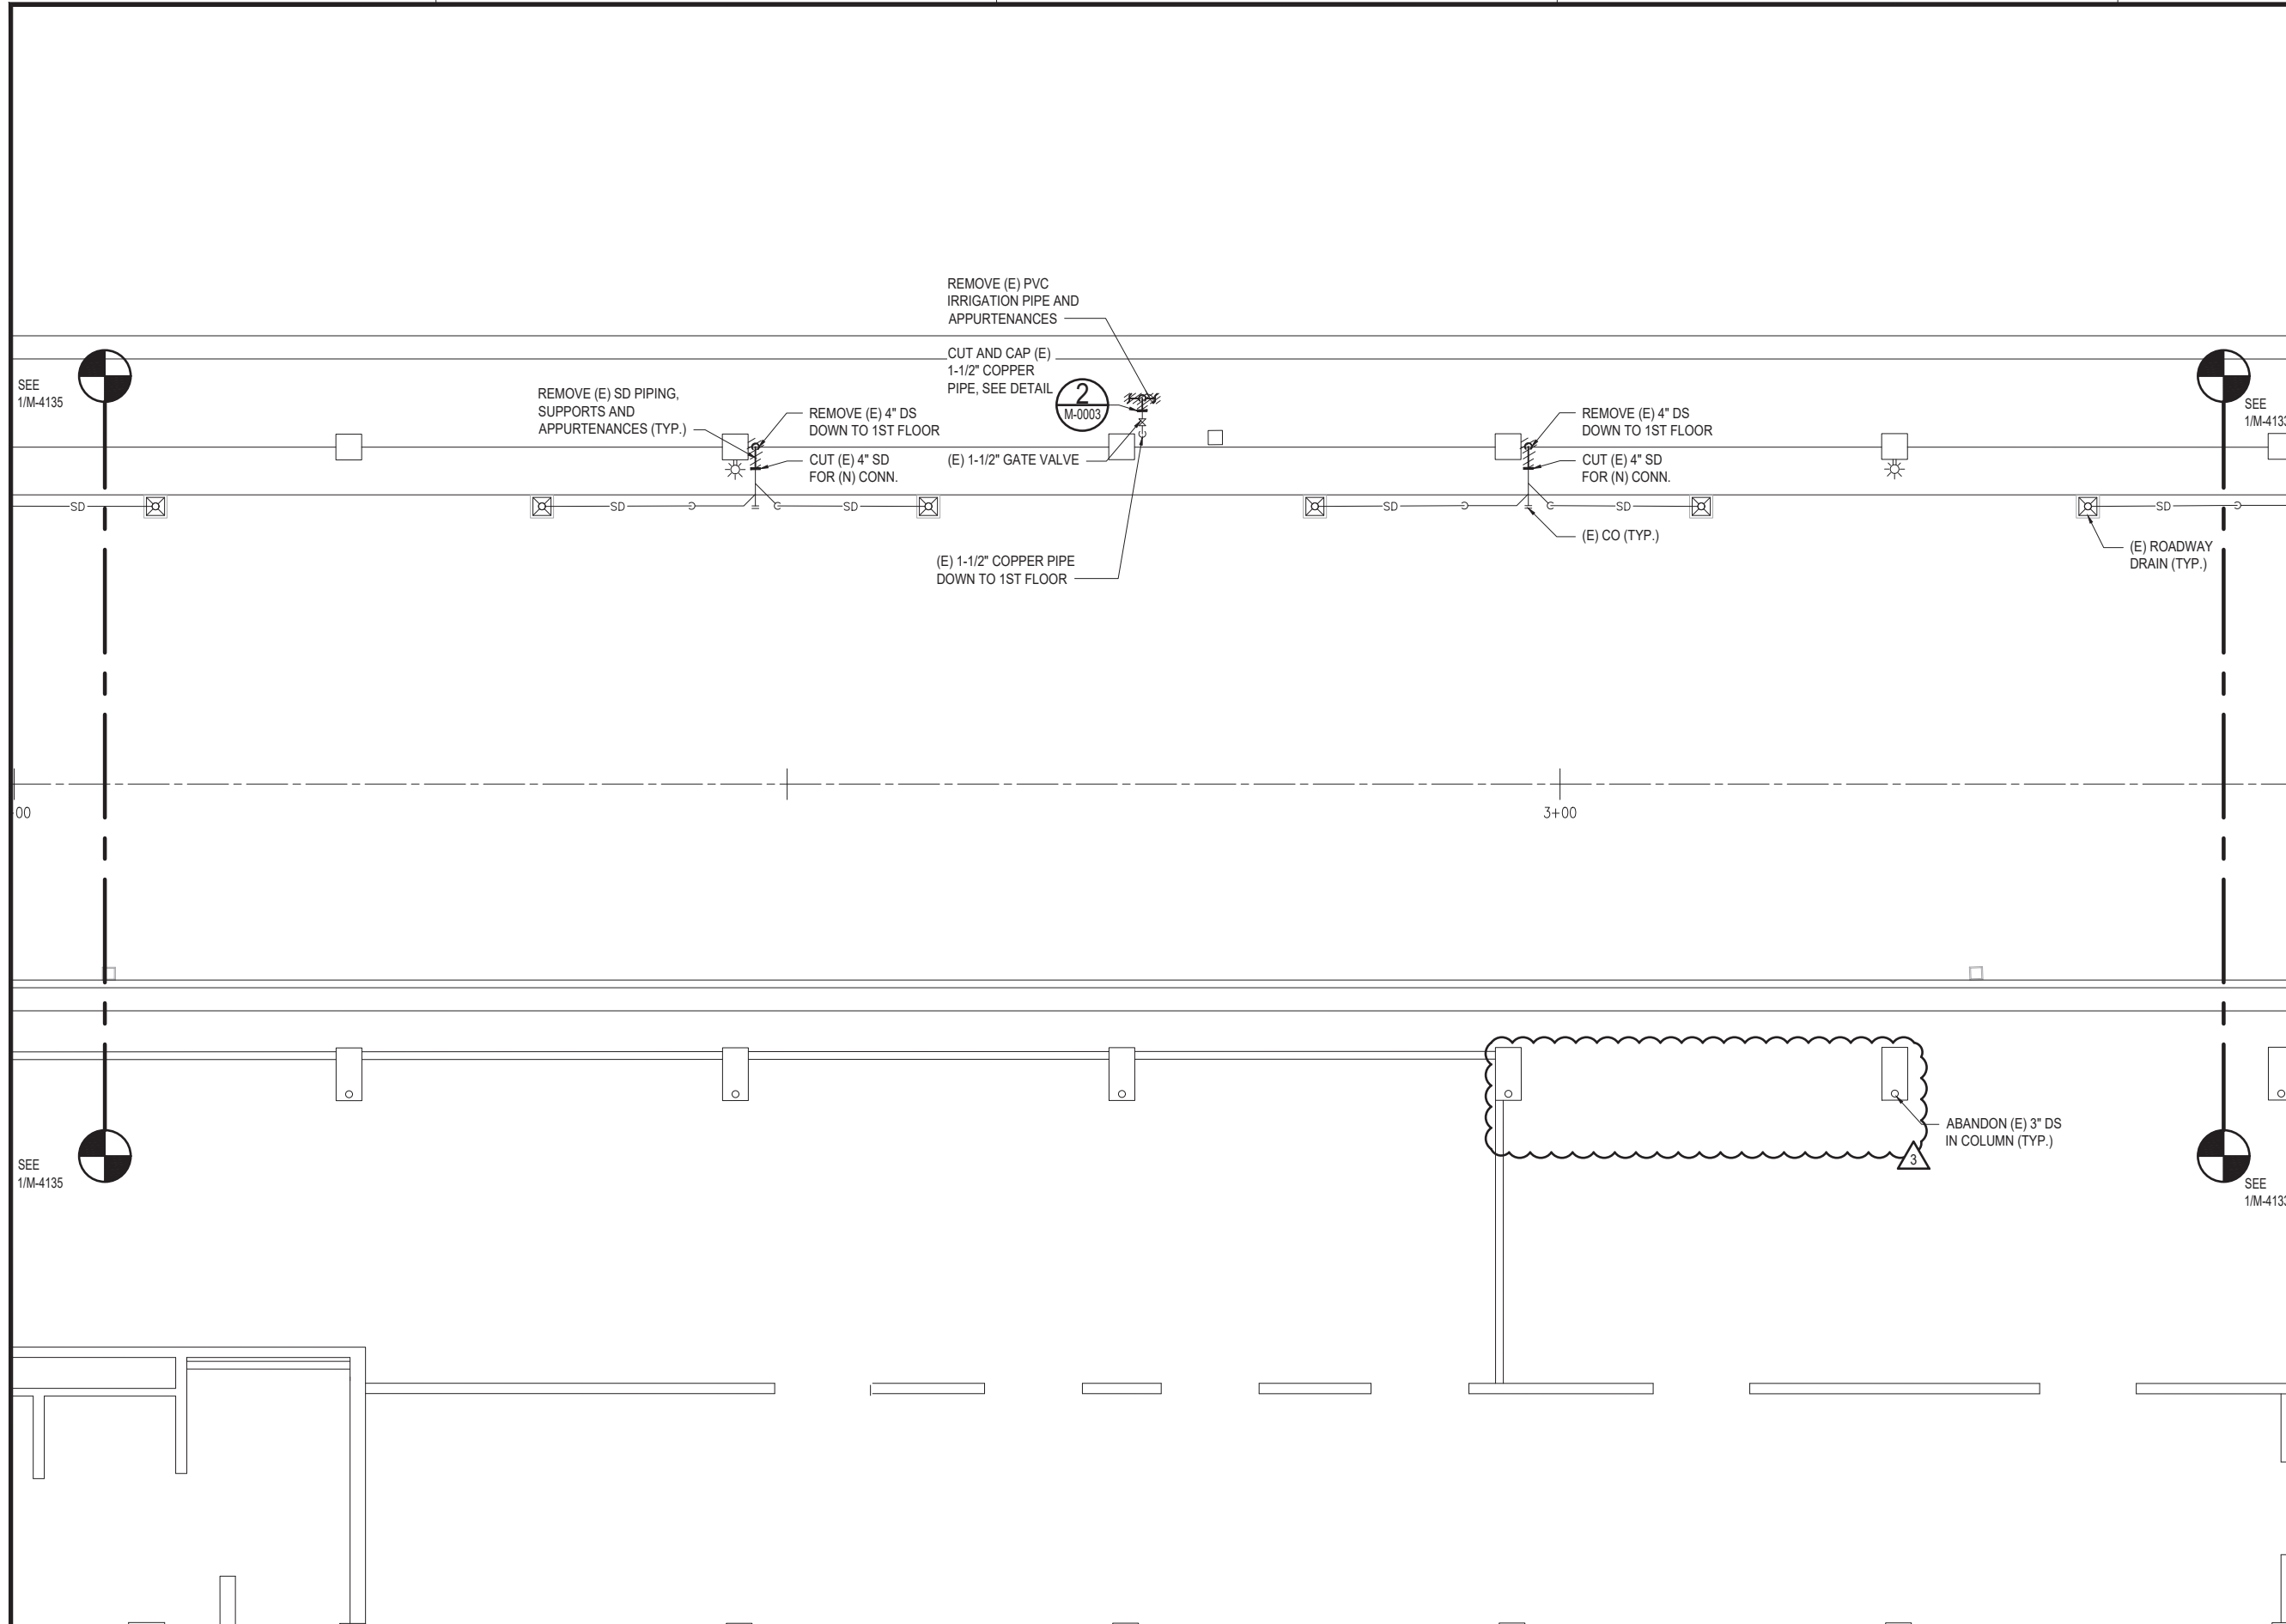 REMOVE (E) PVC
IRRIGATION PIPE AND
APPURTENANCES
CUT AND CAP (E)
1-1/2" COPPER
PIPE, SEE DETAIL
2
M-0003
SEE
1/M-4135
REMOVE (E) SD PIPING,
SUPPORTS AND
APPURTENANCES (TYP.)
REMOVE (E) 4" DS
DOWN TO 1ST FLOOR
CUT (E) 4" SD
FOR (N) CONN.
(E) 1-1/2" GATE VALVE
REMOVE (E) 4" DS
DOWN TO 1ST FLOOR
CUT (E) 4" SD
FOR (N) CONN.
SEE
1/M-4133
SD
SD
SD
SD
SD
SD
(E) CO (TYP.)
(E) ROADWAY
DRAIN (TYP.)
(E) 1-1/2" COPPER PIPE
DOWN TO 1ST FLOOR
00
3+00
ABANDON (E) 3" DS
IN COLUMN (TYP.)
3
SEE
1/M-4135
SEE
1/M-4133